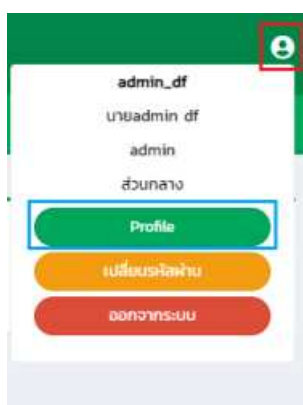 admin_df
นายadmin df
admin
ส่วนกลาง
Profile
เปลี่ยนรหัสผ่าน
ออกจากระบบ